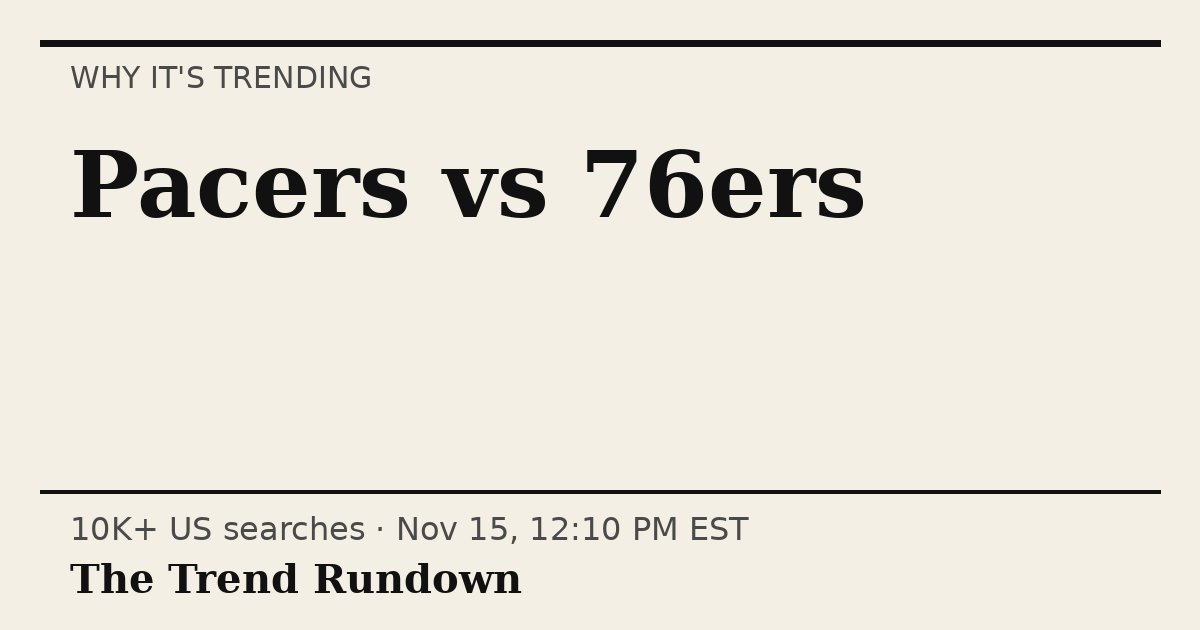 WHY IT'S TRENDING
Pacers vs 76ers
10K+ US searches · Nov 15, 12:10 PM EST
The Trend Rundown